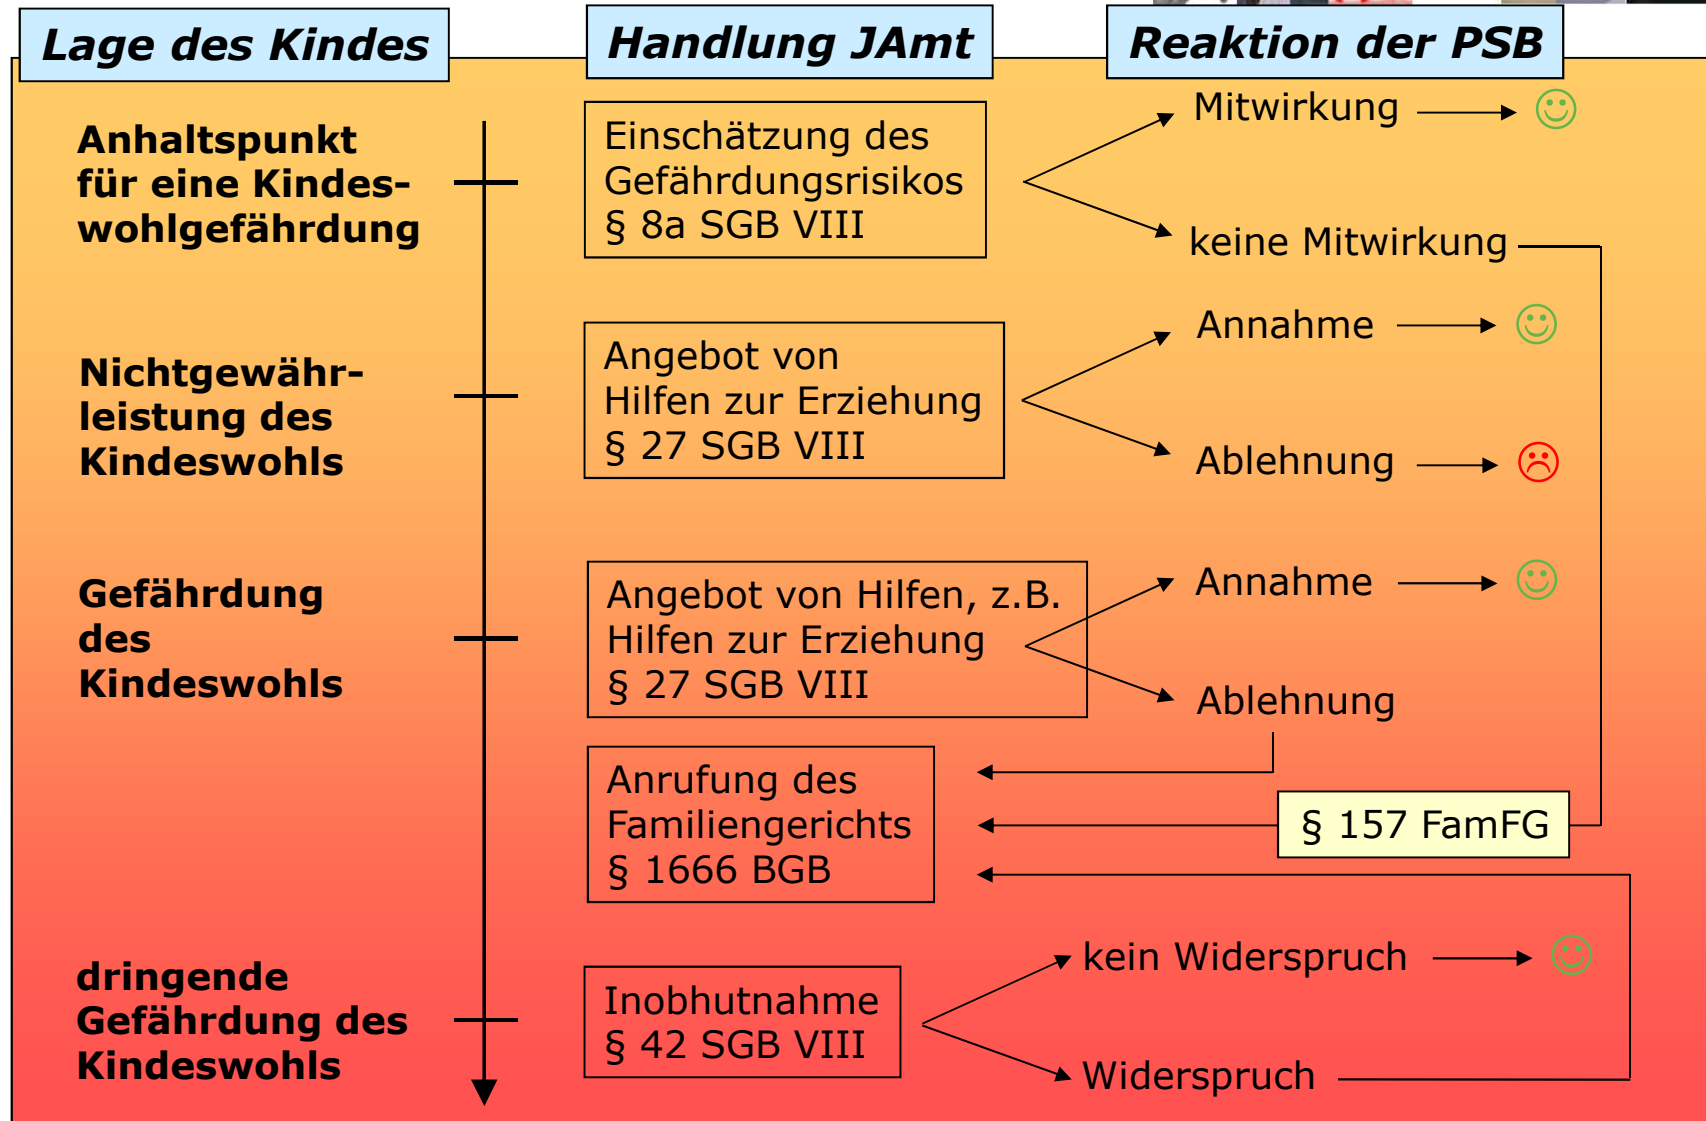 Lage des Kindes
Handlung JAmt
Reaktion der PSB
Anhaltspunkt
für eine Kindes-
wohlgefährdung
Einschätzung des
Gefährdungsrisikos
§ 8a SGB VIII
Mitwirkung
keine Mitwirkung
Nichtgewähr-
leistung des
Kindeswohls
Angebot von
Hilfen zur Erziehung
§ 27 SGB VIII
Annahme
Ablehnung
Gefährdung
des
Kindeswohls
Angebot von Hilfen, z.B.
Hilfen zur Erziehung
§ 27 SGB VIII
Annahme
Ablehnung
Anrufung des
Familiengerichts
§ 1666 BGB
§ 157 FamFG
dringende
Gefährdung des
Kindeswohls
Inobhutnahme
§ 42 SGB VIII
kein Widerspruch
Widerspruch